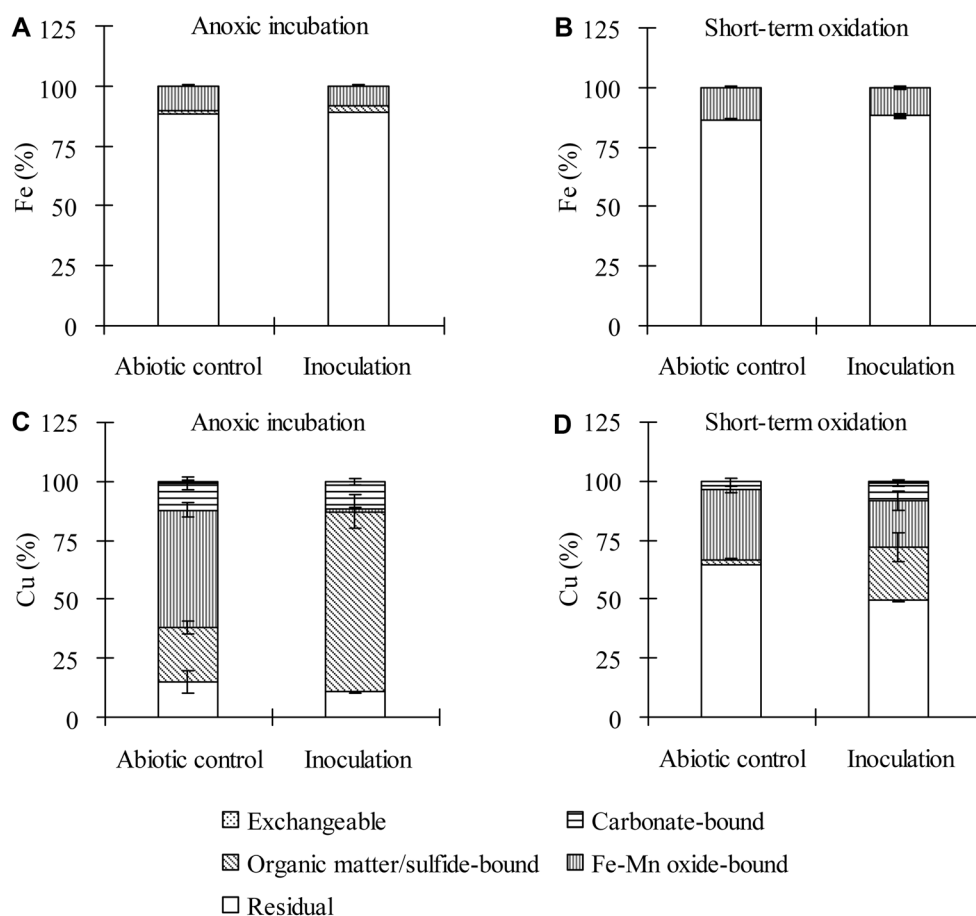 A
Anoxic incubation
125
100
75
50
25
0
Fe (%)
Abiotic control
Inoculation
B
Short-term oxidation
125
100
75
50
25
0
Fe (%)
Abiotic control
Inoculation
C
Anoxic incubation
125
100
75
50
25
0
Cu (%)
Abiotic control
Inoculation
D
Short-term oxidation
125
100
75
50
25
0
Cu (%)
Abiotic control
Inoculation
Exchangeable
Carbonate-bound
Organic matter/sulfide-bound
Fe-Mn oxide-bound
Residual